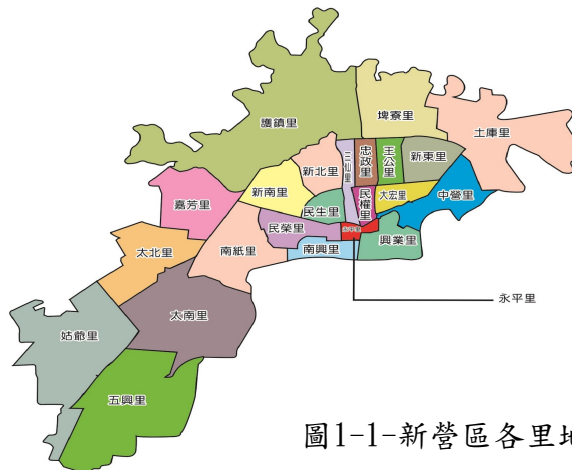 護鎮里
埤寮里
土庫里
三仙里
忠政里
王公里
新東里
新北里
新南里
嘉芳里
民權里
大宏里
中營里
民生里
民榮里
永平里
興業里
南興里
南紙里
太北里
永平里
太南里
姑爺里
五興里
圖1-1-新營區各里地